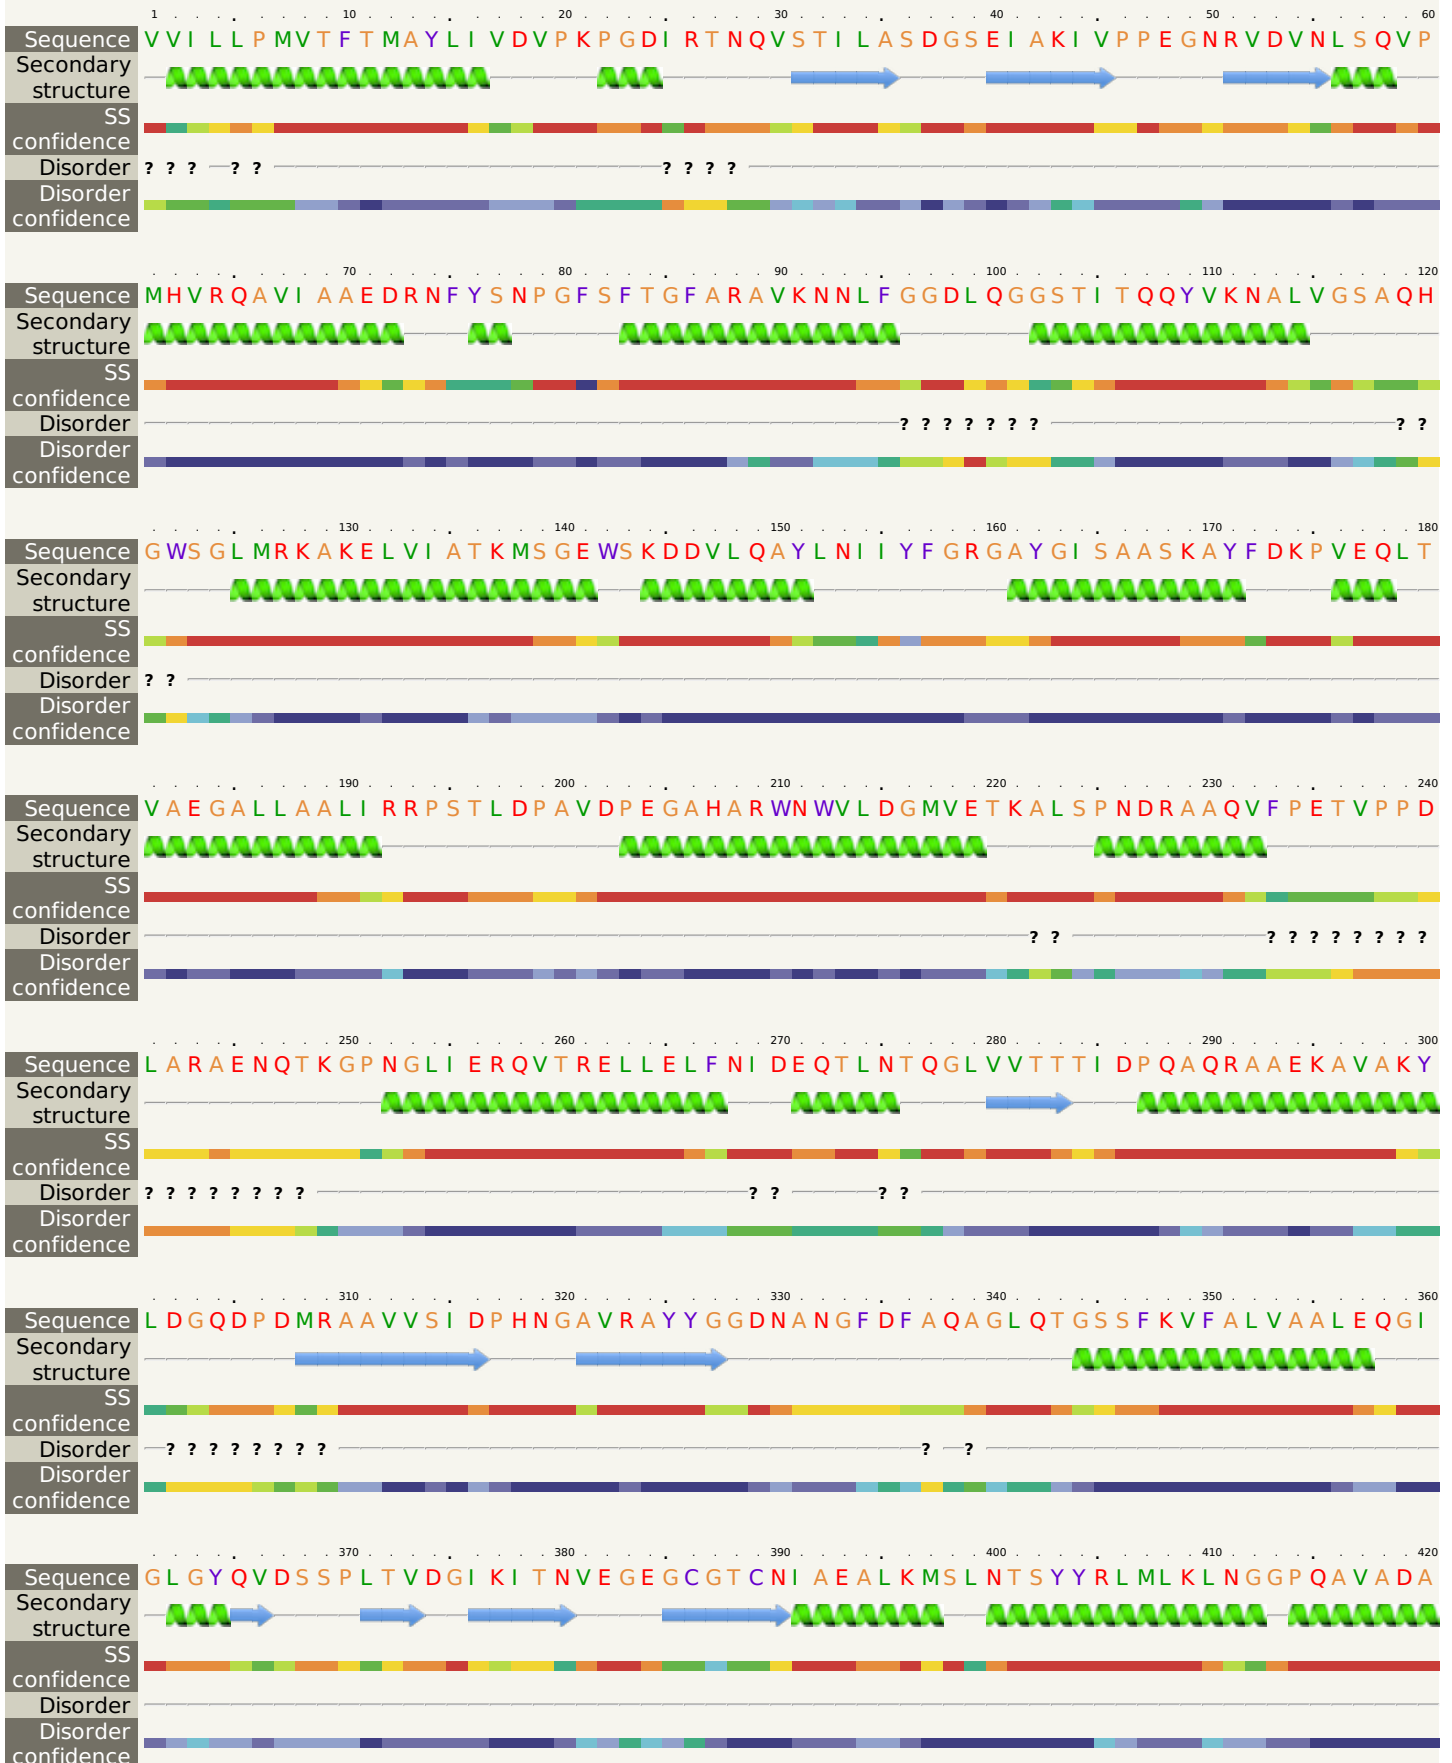 1 10 20 30 40 50 60
Sequence VVILLPMVTFTMAYLIVDVPKPGDIRTNQVSTILASDGSEIAKIVPPEGNRVDVNLSQVP
Secondary
structure
SS
confidence
Disorder ? ? ? ? ? ? ? ? ?
Disorder
confidence
70 80 90 100 110 120
Sequence MHVRQAVIAAEDRNFYSNPGFSFTGFARAVKNNLFGGDLQGGSTITQQYVKNALVGSAQH
Secondary
structure
SS
confidence
Disorder ? ? ? ? ? ? ? ? ?
Disorder
confidence
130 140 150 160 170 180
Sequence GWSGLMRKAKELVIATKMSGEWSKDDVLQAYLNIIYFGRGAYGISAASKAYFDKPVEQLT
Secondary
structure
SS
confidence
Disorder ? ?
Disorder
confidence
190 200 210 220 230 240
Sequence VAEGALLAALIRRPSTLDPAVDPEGAHARWNWVLDGMVETKALSPNDRAAQVFPETVPPD
Secondary
structure
SS
confidence
Disorder ? ? ? ? ? ? ? ? ? ?
Disorder
confidence
250 260 270 280 290 300
Sequence LARAENQTKGPNGLIERQVTRELLELFNIDEQTLNTQGLVVTTTIDPQAQRAAEKAVAKY
Secondary
structure
SS
confidence
Disorder ? ? ? ? ? ? ? ? ? ? ? ?
Disorder
confidence
310 320 330 340 350 360
Sequence LDGQDPDMRAAVVSIDPHNGAVRAYYGGDNANGFDFAQAGLQTGSSFKVFALVAALEQGI
Secondary
structure
SS
confidence
Disorder ? ? ? ? ? ? ? ? ? ?
Disorder
confidence
370 380 390 400 410 420
Sequence GLGYQVDSSPLTVDGIKITNVEGEGCGTCNIAEALKMSLNTSYYRLMLKLNGGPQAVADA
Secondary
structure
SS
confidence
Disorder
Disorder
confidence